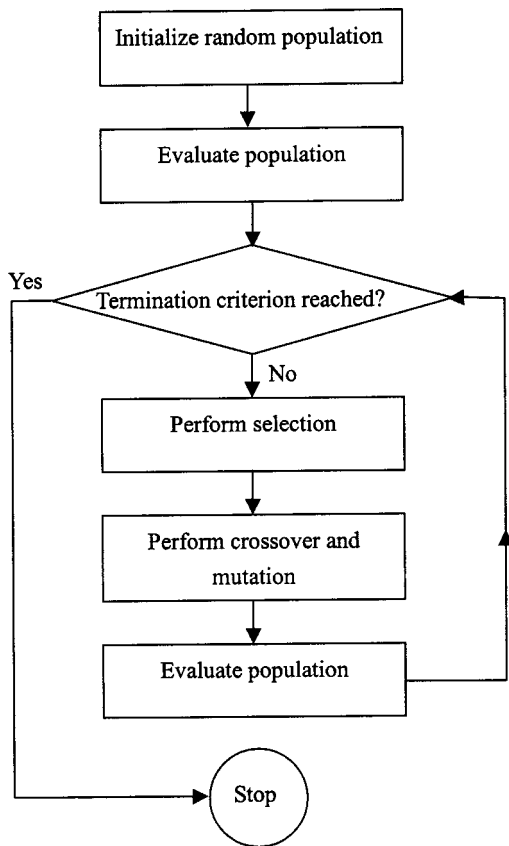 Initialize random population
Evaluate population
Yes
Termination criterion reached?
No
Perform selection
Perform crossover and
mutation
Evaluate population
Stop